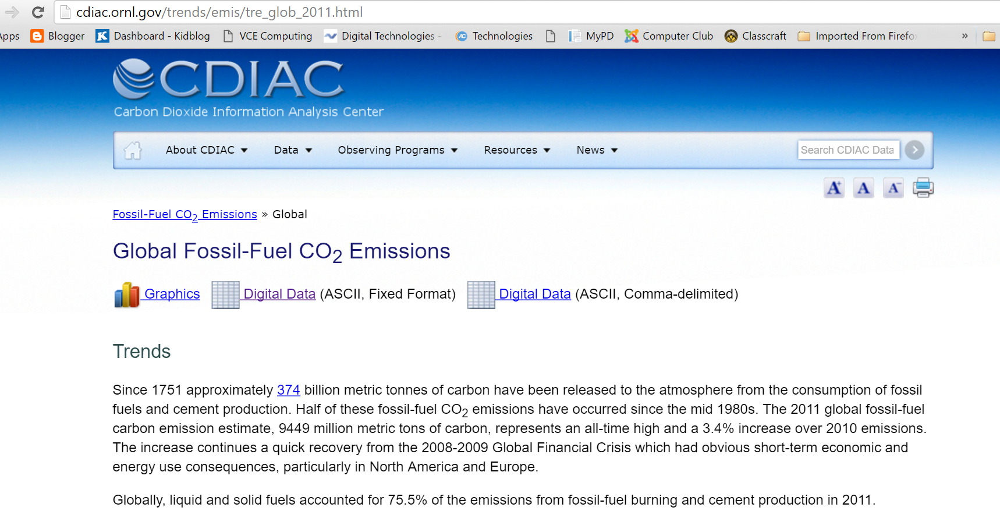 cdiac.ornl.gov/trends/emis/tre_glob_2011.html
Apps Blogger Dashboard - Kidblog VCE Computing Digital Technologies - Technologies MyPD Computer Club Classcraft Imported From Firefo »
CDIAC
Carbon Dioxide Information Analysis Center
About CDIAC ▼ Data ▼ Observing Programs ▼ Resources ▼ News ▼ Search CDIAC Data
A+ A A−
Fossil-Fuel CO2 Emissions » Global
Global Fossil-Fuel CO2 Emissions
Graphics Digital Data (ASCII, Fixed Format) Digital Data (ASCII, Comma-delimited)
Trends
Since 1751 approximately 374 billion metric tonnes of carbon have been released to the atmosphere from the consumption of fossil
fuels and cement production. Half of these fossil-fuel CO2 emissions have occurred since the mid 1980s. The 2011 global fossil-fuel
carbon emission estimate, 9449 million metric tons of carbon, represents an all-time high and a 3.4% increase over 2010 emissions.
The increase continues a quick recovery from the 2008-2009 Global Financial Crisis which had obvious short-term economic and
energy use consequences, particularly in North America and Europe.
Globally, liquid and solid fuels accounted for 75.5% of the emissions from fossil-fuel burning and cement production in 2011.